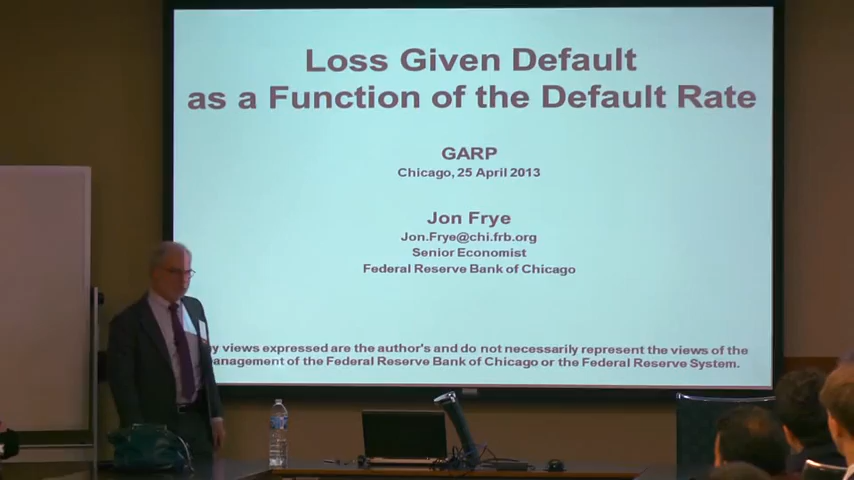 Loss Given Default
as a Function of the Default Rate
GARP
Chicago, 25 April 2013
Jon Frye
Jon.Frye@chi.frb.org
Senior Economist
Federal Reserve Bank of Chicago
views expressed are the author's and do not necessarily represent the views of the
of the Federal Reserve Bank of Chicago or the Federal Reserve System.